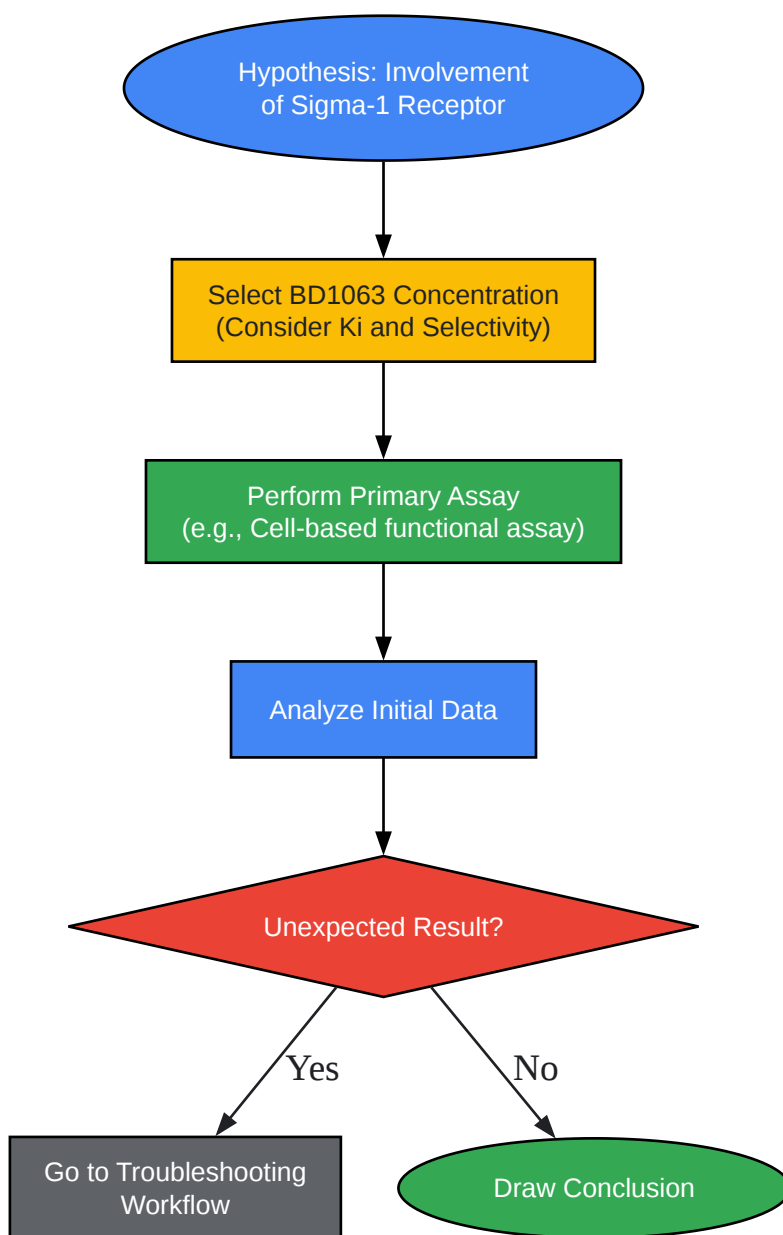 Hypothesis: Involvement
of Sigma-1 Receptor
Select BD1063 Concentration
(Consider Ki and Selectivity)
Perform Primary Assay
(e.g., Cell-based functional assay)
Analyze Initial Data
Unexpected Result?
Yes
No
Go to Troubleshooting
Workflow
Draw Conclusion